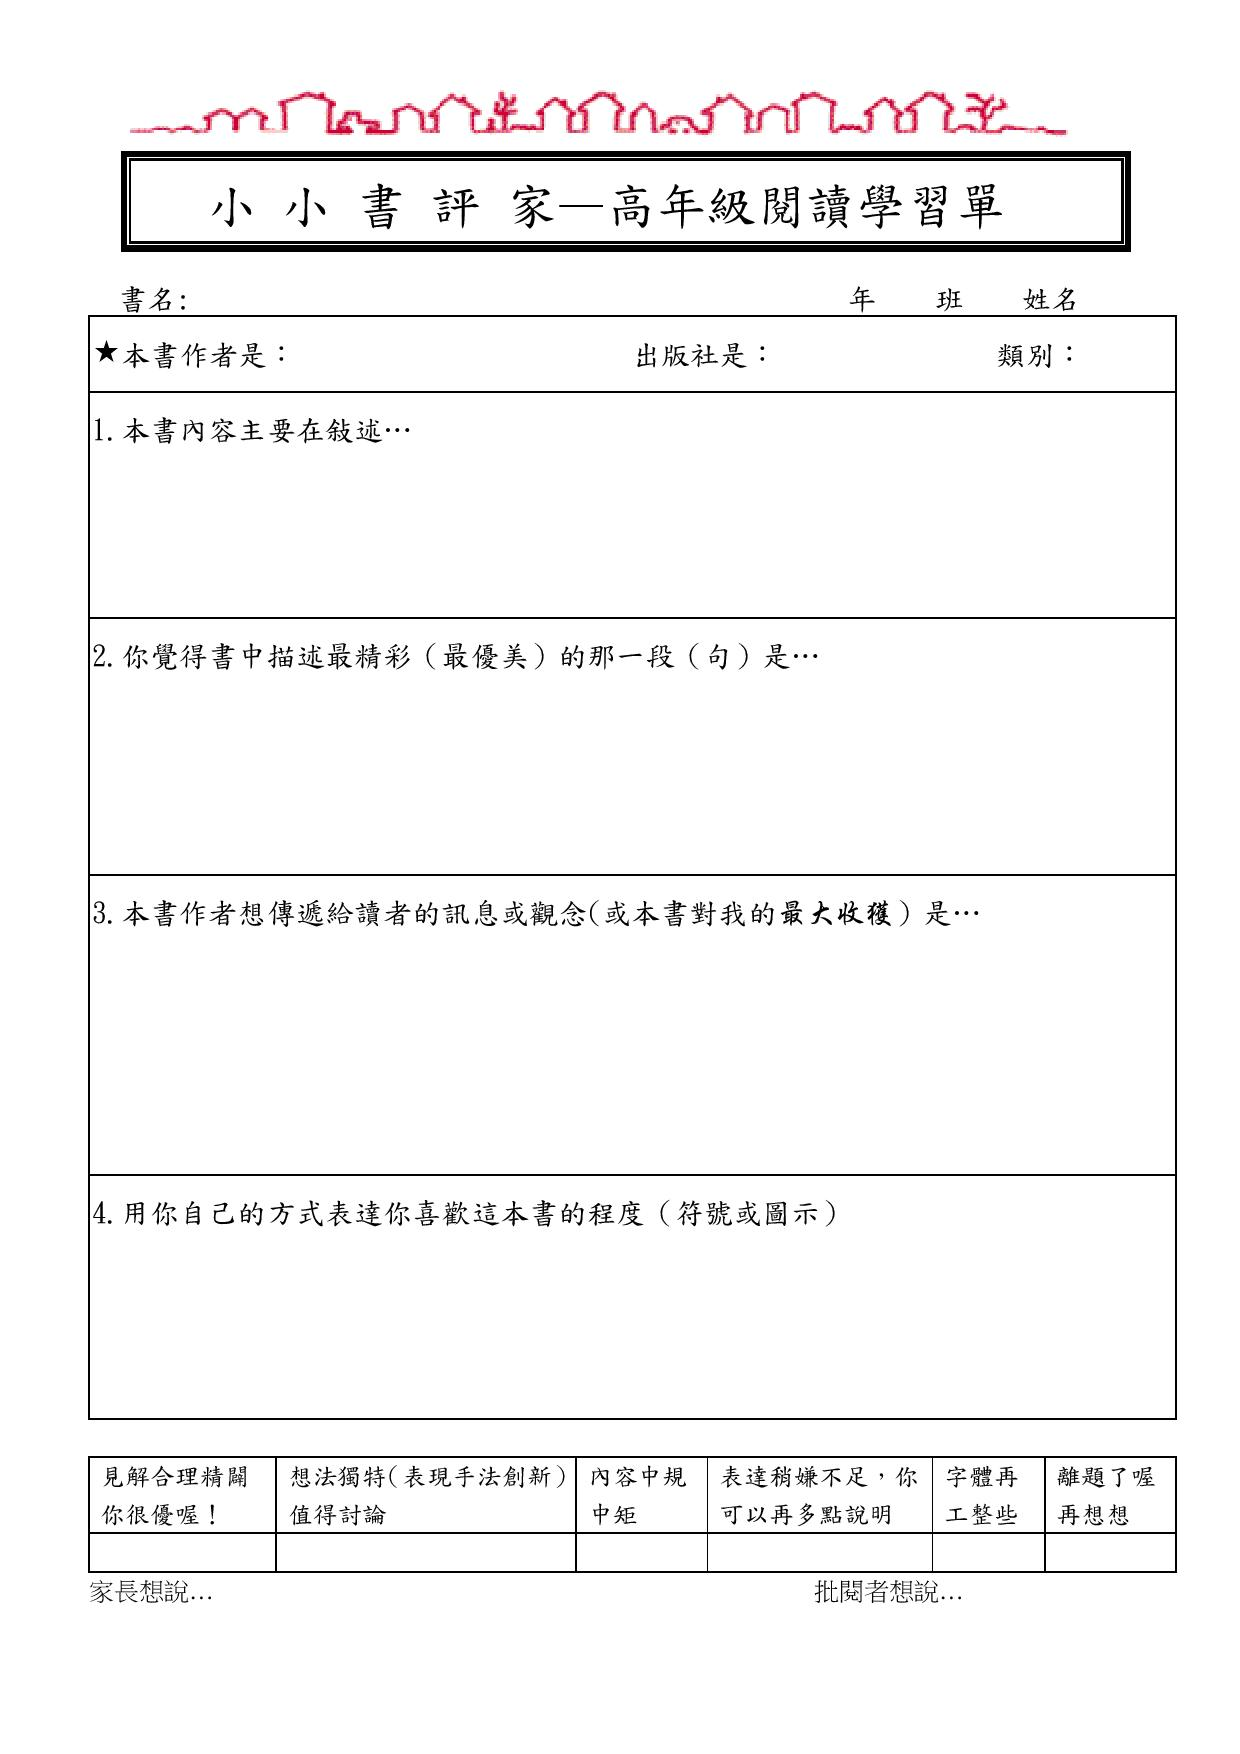 小 小 書 評 家—高年級閱讀學習單
書名: 年 班 姓名
★本書作者是： 出版社是： 類別：
1.本書內容主要在敍述…
2.你覺得書中描述最精彩（最優美）的那一段（句）是…
3.本書作者想傳遞給讀者的訊息或觀念(或本書對我的最大收獲）是…
4.用你自己的方式表達你喜歡這本書的程度（符號或圖示）
見解合理精闢
你很優喔！
想法獨特(表現手法創新)
值得討論
內容中規
中矩
表達稍嫌不足，你
可以再多點說明
字體再
工整些
離題了喔
再想想
家長想說… 批閱者想說…